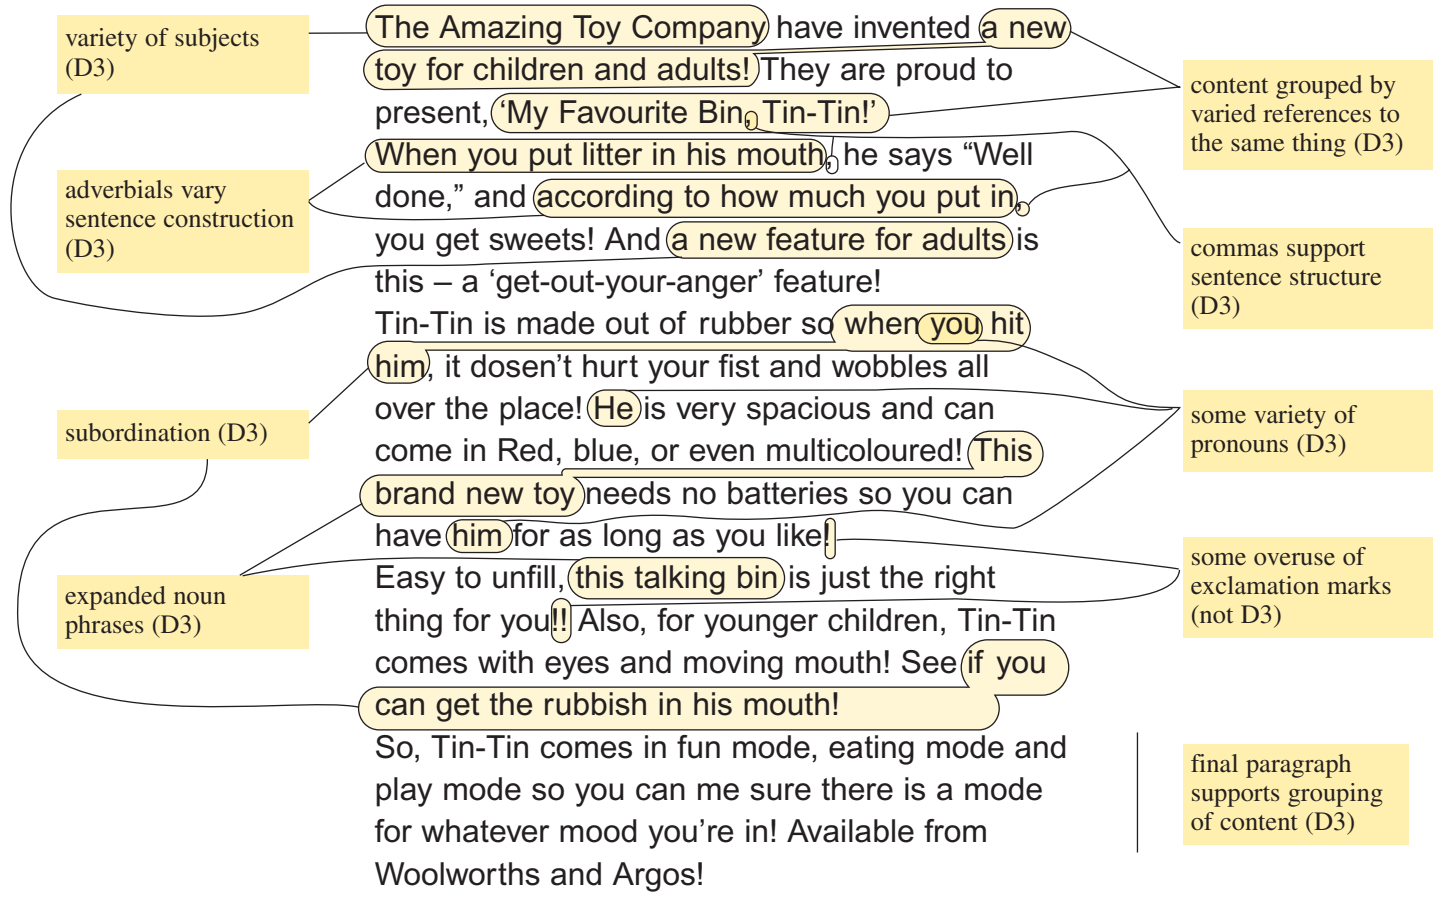 variety of subjects
(D3)
adverbials vary
sentence construction
(D3)
subordination (D3)
expanded noun
phrases (D3)
The Amazing Toy Company have invented a new
toy for children and adults! They are proud to
present, ‘My Favourite Bin, Tin-Tin!’
When you put litter in his mouth, he says “Well
done,” and according to how much you put in,
you get sweets! And a new feature for adults is
this – a ‘get-out-your-anger’ feature!
Tin-Tin is made out of rubber so when you hit
him, it dosen’t hurt your fist and wobbles all
over the place! He is very spacious and can
come in Red, blue, or even multicoloured! This
brand new toy needs no batteries so you can
have him for as long as you like!
Easy to unfill, this talking bin is just the right
thing for you!! Also, for younger children, Tin-Tin
comes with eyes and moving mouth! See if you
can get the rubbish in his mouth!
So, Tin-Tin comes in fun mode, eating mode and
play mode so you can me sure there is a mode
for whatever mood you’re in! Available from
Woolworths and Argos!
content grouped by
varied references to
the same thing (D3)
commas support
sentence structure
(D3)
some variety of
pronouns (D3)
some overuse of
exclamation marks
(not D3)
final paragraph
supports grouping
of content (D3)